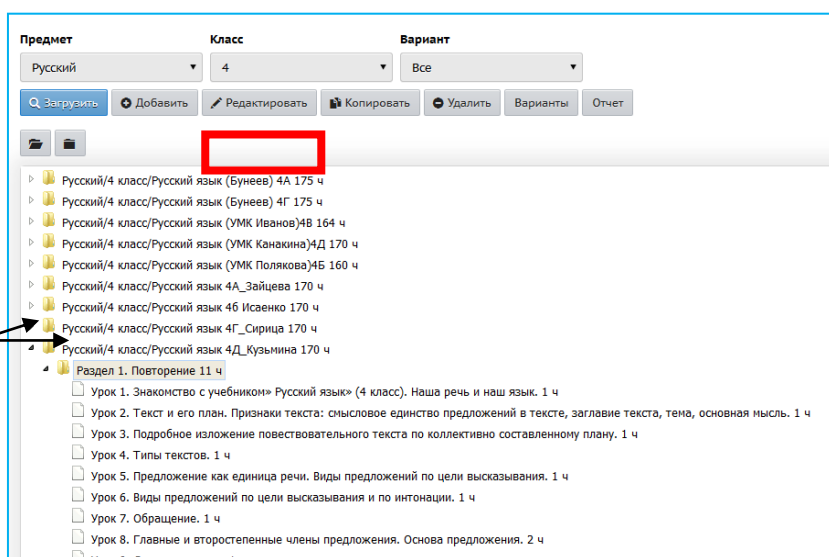 Предмет Класс Вариант
Русский 4 Все
Загрузить Добавить Редактировать Копировать Удалить Варианты Отчет
Русский/4 класс/Русский язык (Бунеев) 4А 175 ч
Русский/4 класс/Русский язык (Бунеев) 4Г 175 ч
Русский/4 класс/Русский язык (УМК Иванов)4В 164 ч
Русский/4 класс/Русский язык (УМК Канакина)4Д 170 ч
Русский/4 класс/Русский язык (УМК Полякова)4Б 160 ч
Русский/4 класс/Русский язык 4А_Зайцева 170 ч
Русский/4 класс/Русский язык 4б Исаенко 170 ч
Русский/4 класс/Русский язык 4Г_Сирица 170 ч
Русский/4 класс/Русский язык 4Д_Кузьмина 170 ч
Раздел 1. Повторение 11 ч
Урок 1. Знакомство с учебником» Русский язык» (4 класс). Наша речь и наш язык. 1 ч
Урок 2. Текст и его план. Признаки текста: смысловое единство предложений в тексте, заглавие текста, тема, основная мысль. 1 ч
Урок 3. Подробное изложение повествовательного текста по коллективно составленному плану. 1 ч
Урок 4. Типы текстов. 1 ч
Урок 5. Предложение как единица речи. Виды предложений по цели высказывания. 1 ч
Урок 6. Виды предложений по цели высказывания и по интонации. 1 ч
Урок 7. Обращение. 1 ч
Урок 8. Главные и второстепенные члены предложения. Основа предложения. 2 ч